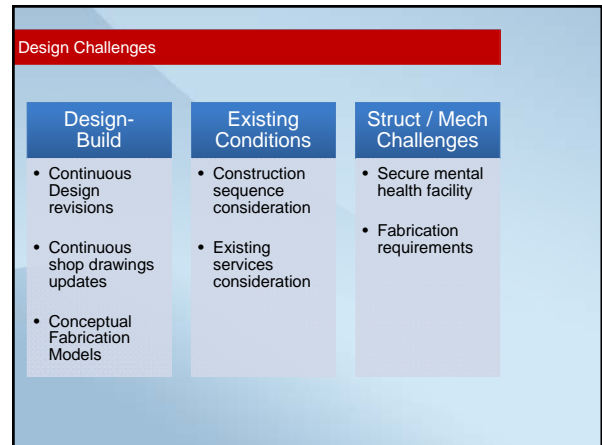 Design Challenges
Design-
Build
• Continuous
Design
revisions
• Continuous
shop drawings
updates
• Conceptual
Fabrication
Models
Existing
Conditions
• Construction
sequence
consideration
• Existing
services
consideration
Struct / Mech
Challenges
• Secure mental
health facility
• Fabrication
requirements